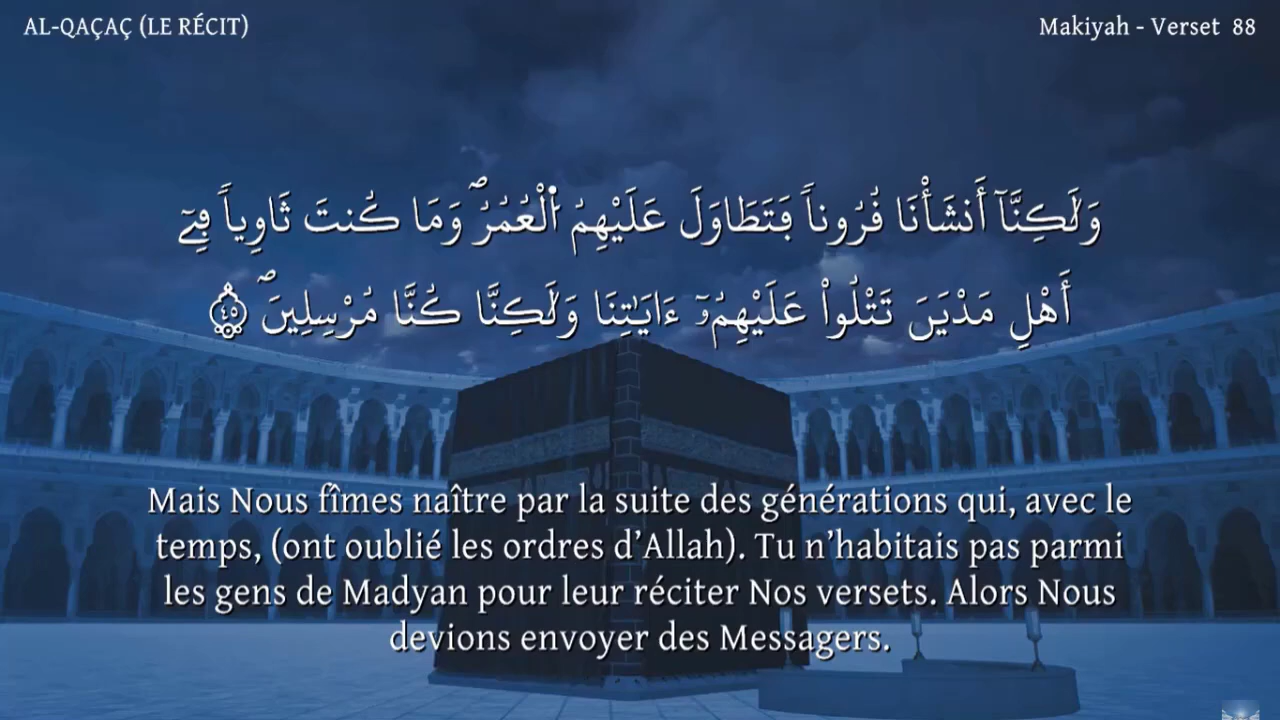 AL-QAÇAÇ (LE RÉCIT)
Makiyah - Verset 88
وَلَٰكِنَّآ أَنشَأْنَا قُرُوناً فَتَطَاوَلَ عَلَيْهِمُ اُ۬لْعُمُرُۖ وَمَا كُنتَ ثَاوِياً فِےٓ
أَهْلِ مَدْيَنَ تَتْلُواْ عَلَيْهِمُۥٓ ءَايَٰتِنَا وَلَٰكِنَّا كُنَّا مُرْسِلِينَۖ ٤٥
Mais Nous fîmes naître par la suite des générations qui, avec le
temps, (ont oublié les ordres d’Allah). Tu n’habitais pas parmi
les gens de Madyan pour leur réciter Nos versets. Alors Nous
devions envoyer des Messagers.